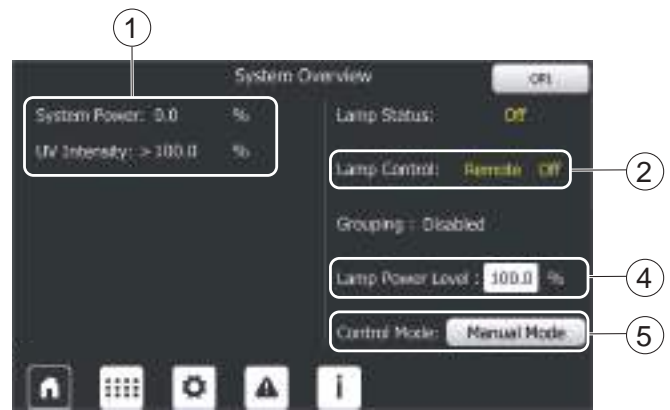 1
System Overview
OP1
System Power: 0.0 %
UV Intensity: > 100.0 %
Lamp Status: Off
Lamp Control: Remote Off
2
Grouping : Disabled
Lamp Power Level : 100.0 %
4
Control Mode: Manual Mode
5
i